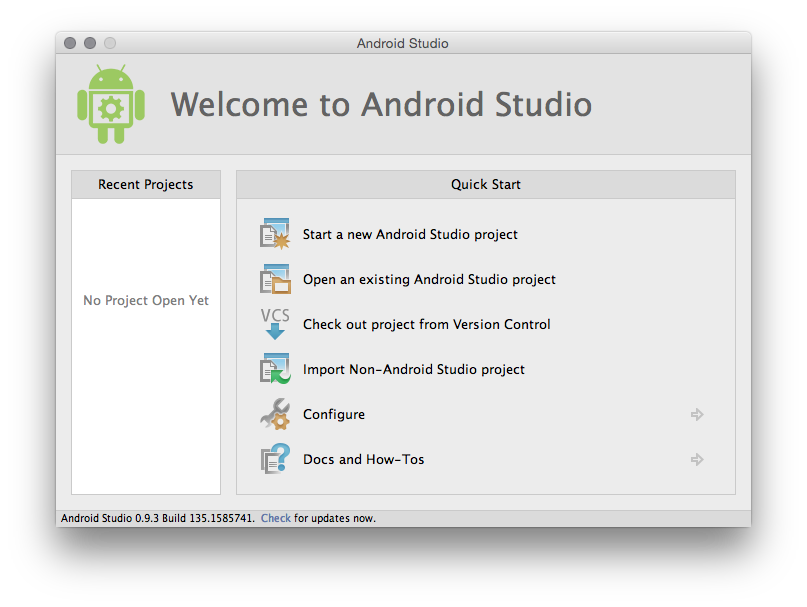 Android Studio
Welcome to Android Studio
Recent Projects
No Project Open Yet
Quick Start
Start a new Android Studio project
Open an existing Android Studio project
VCS
Check out project from Version Control
Import Non-Android Studio project
Configure
Docs and How-Tos
Android Studio 0.9.3 Build 135.1585741. Check for updates now.